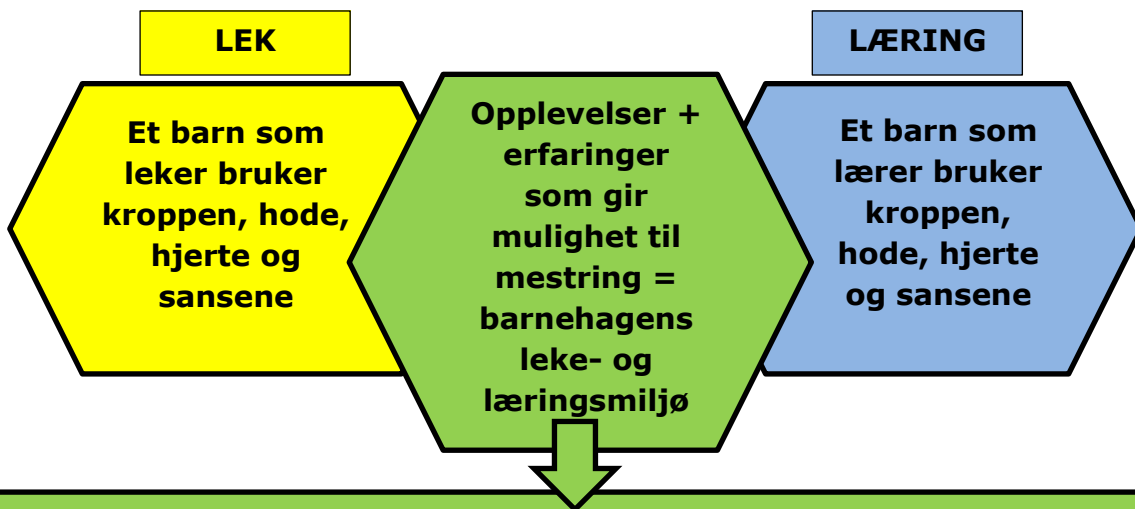 LEK
Et barn som
leker bruker
kroppen, hode,
hjerte og
sansene
Opplevelser +
erfaringer
som gir
mulighet til
mestring =
barnehagens
leke- og
læringsmiljø
LÆRING
Et barn som
lærer bruker
kroppen,
hode, hjerte
og sansene